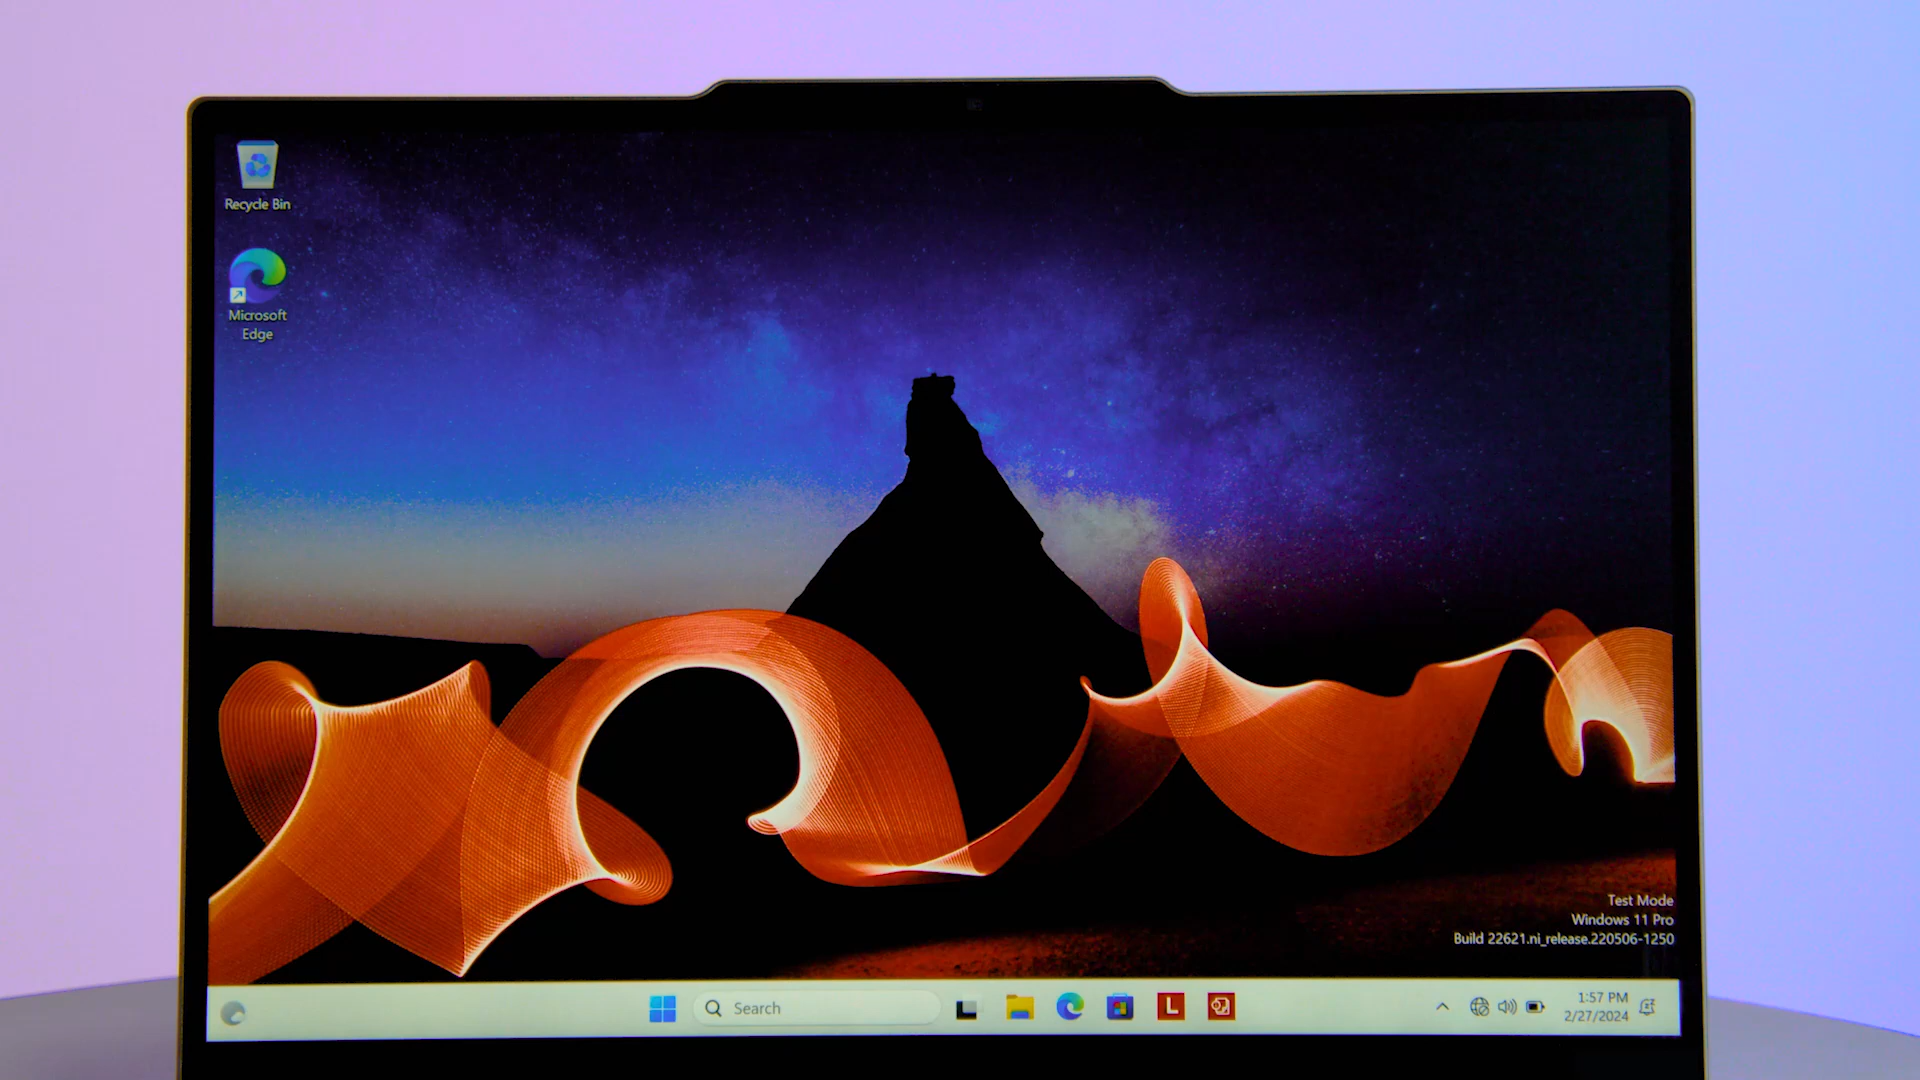 Recycle Bin
Microsoft
Edge
Test Mode
Windows 11 Pro
Build 22621.ni_release.220506-1250
Search
L
1:57 PM
2/27/2024